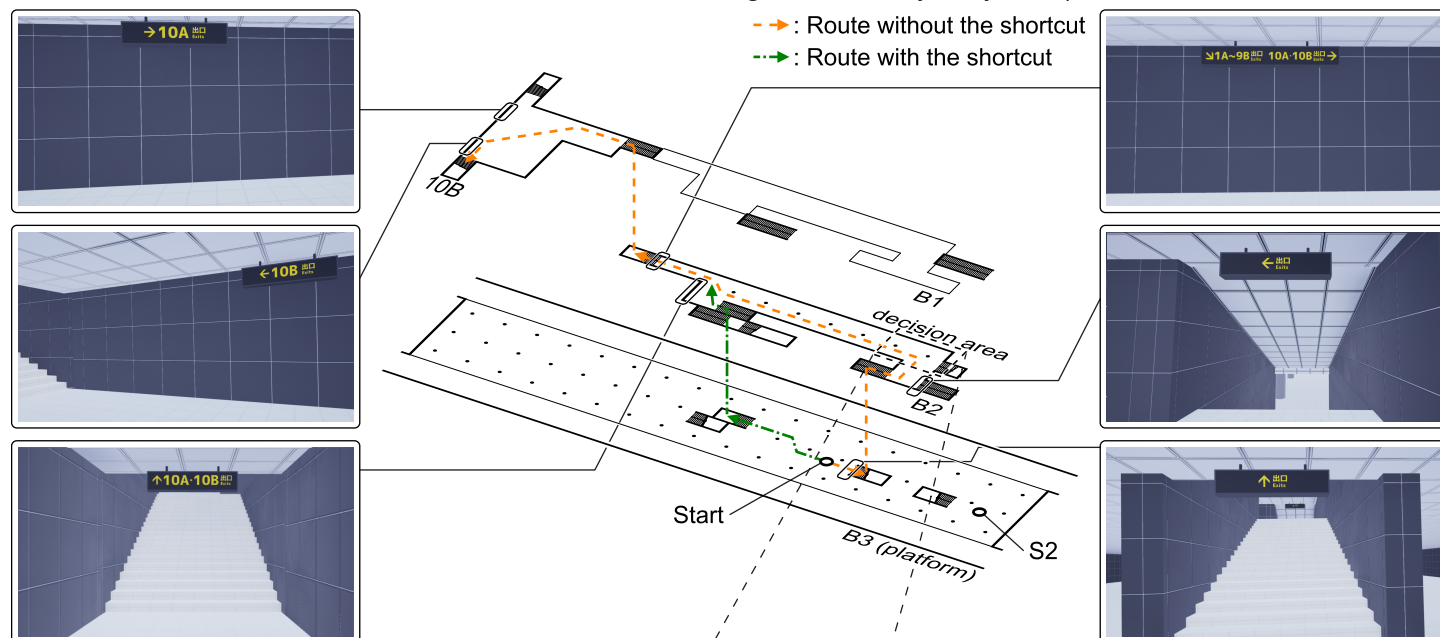 : Route without the shortcut
: Route with the shortcut
→10A 出口
Exits
↘1A~9B 出口 10A·10B 出口 →
Exits Exits
←10B 出口
Exits
← 出口
Exits
↑10A·10B 出口
Exits
↑ 出口
Exits
10B
B1
decision area
B2
Start
S2
B3 (platform)